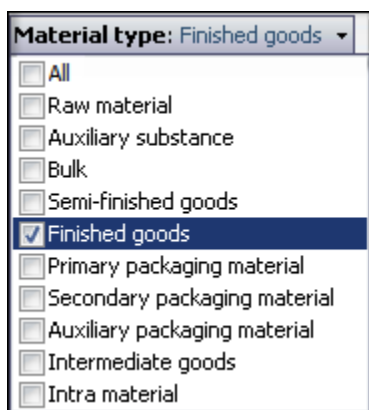 Material type: Finished goods
All
Raw material
Auxiliary substance
Bulk
Semi-finished goods
Finished goods
Primary packaging material
Secondary packaging material
Auxiliary packaging material
Intermediate goods
Intra material